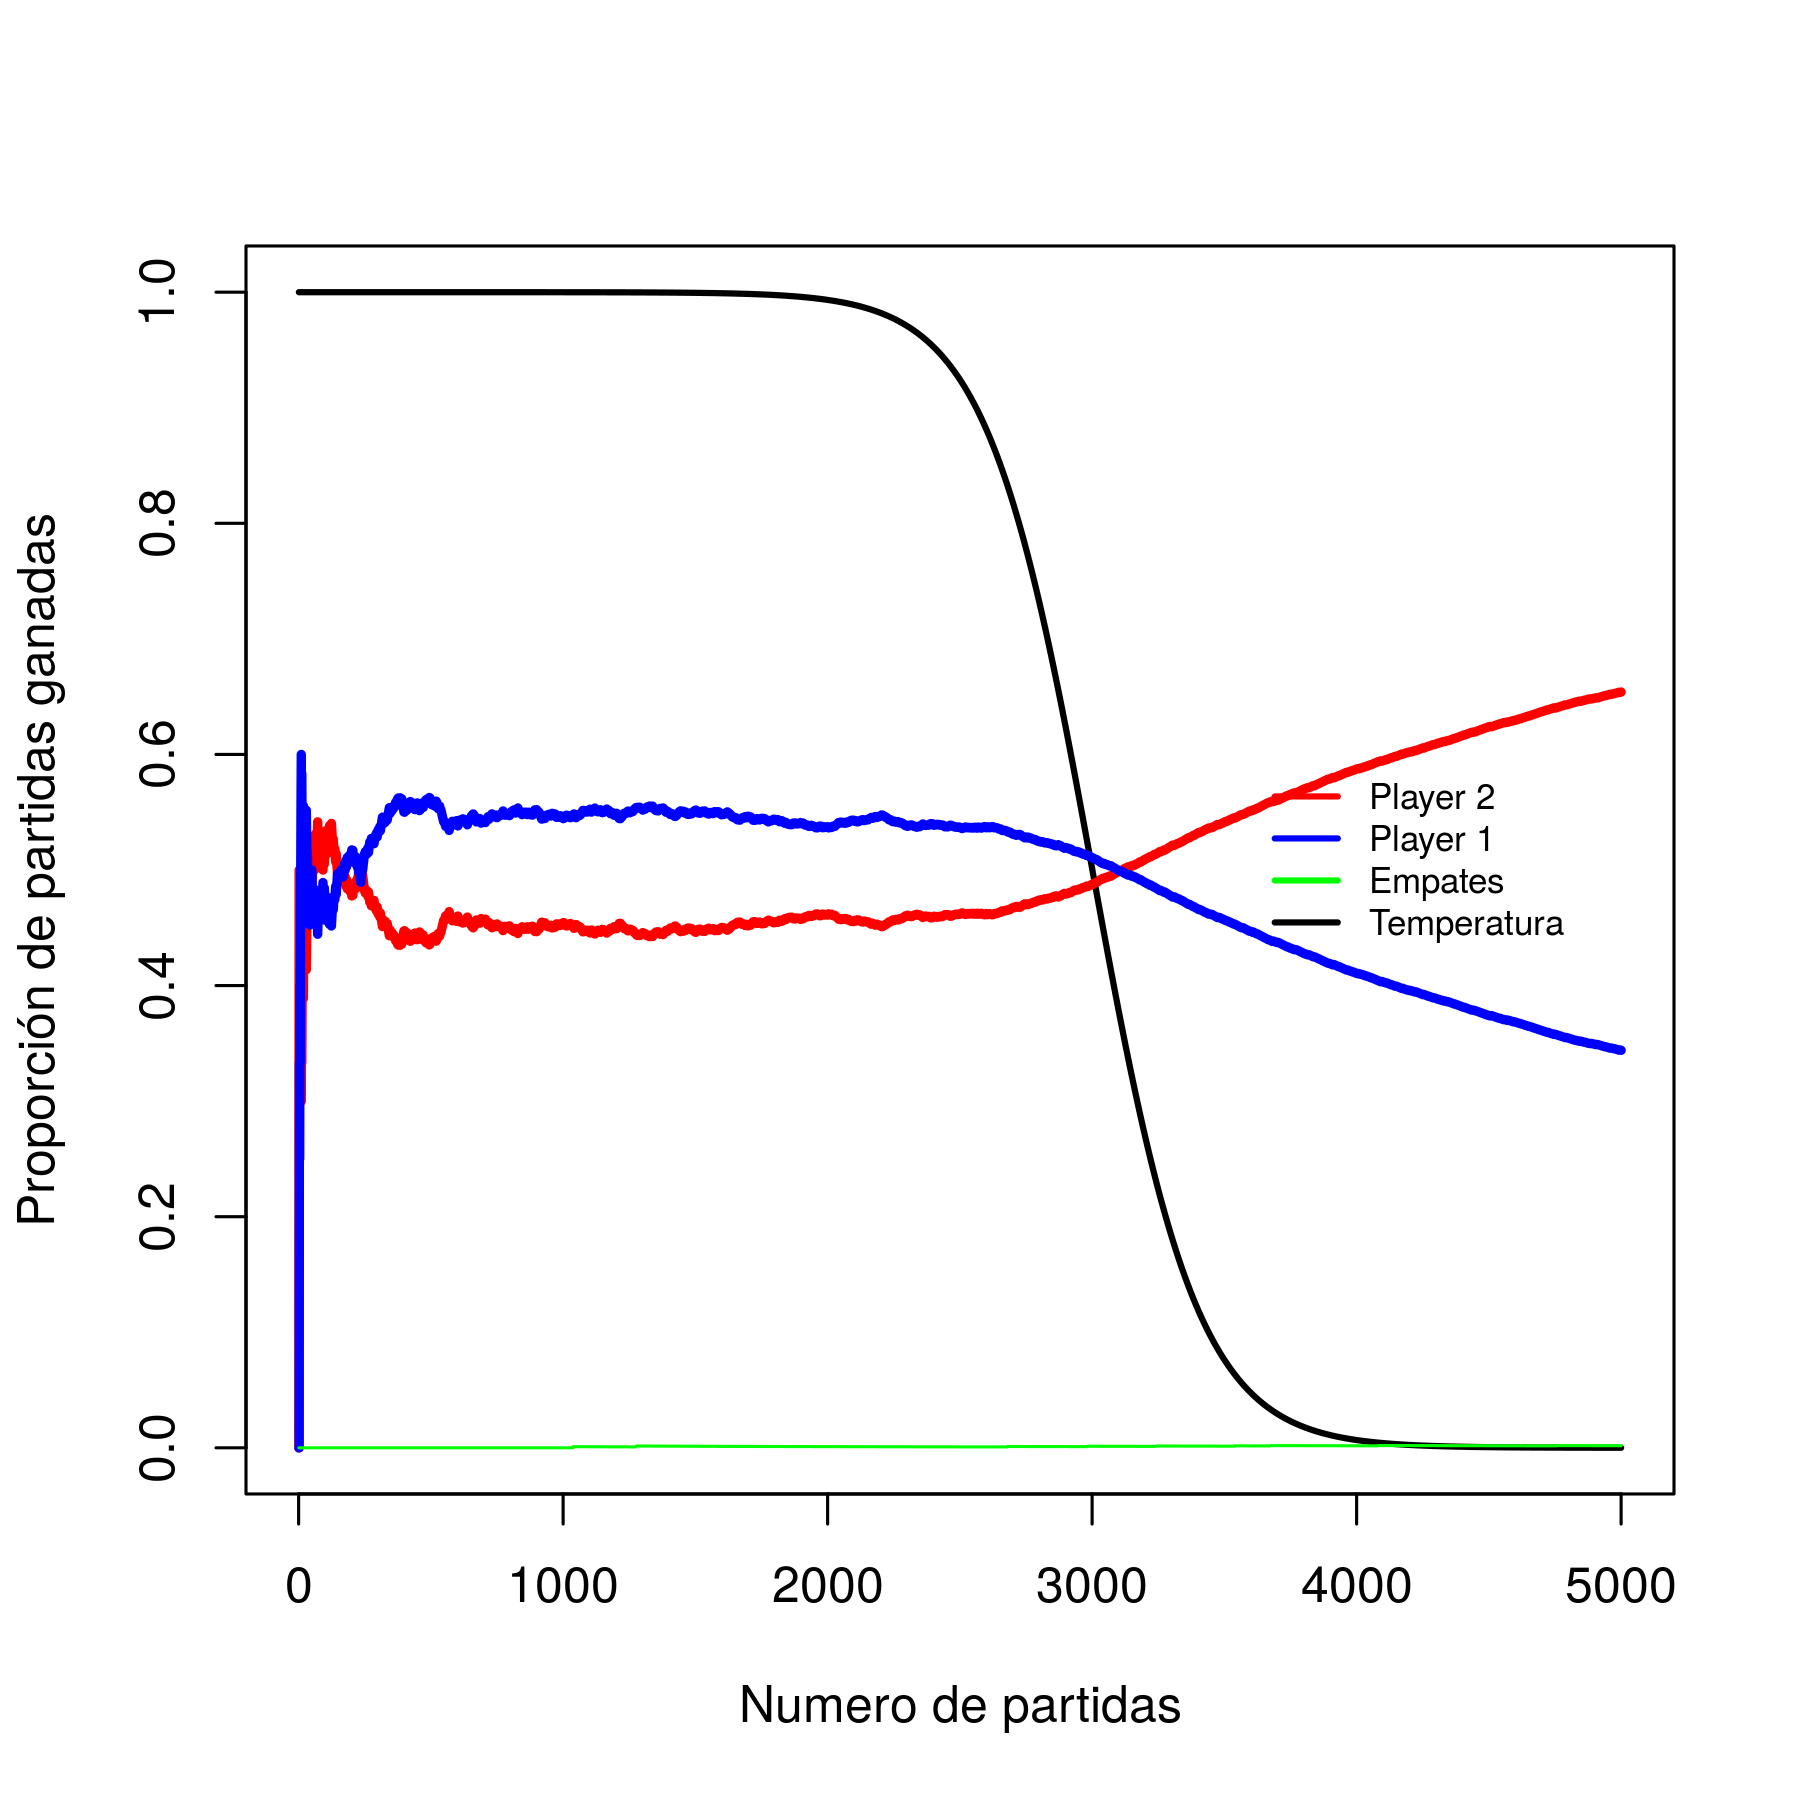 Proporción de partidas ganadas
1.0
0.8
0.6
0.4
0.2
0.0
Player 2
Player 1
Empates
Temperatura
0 1000 2000 3000 4000 5000
Numero de partidas